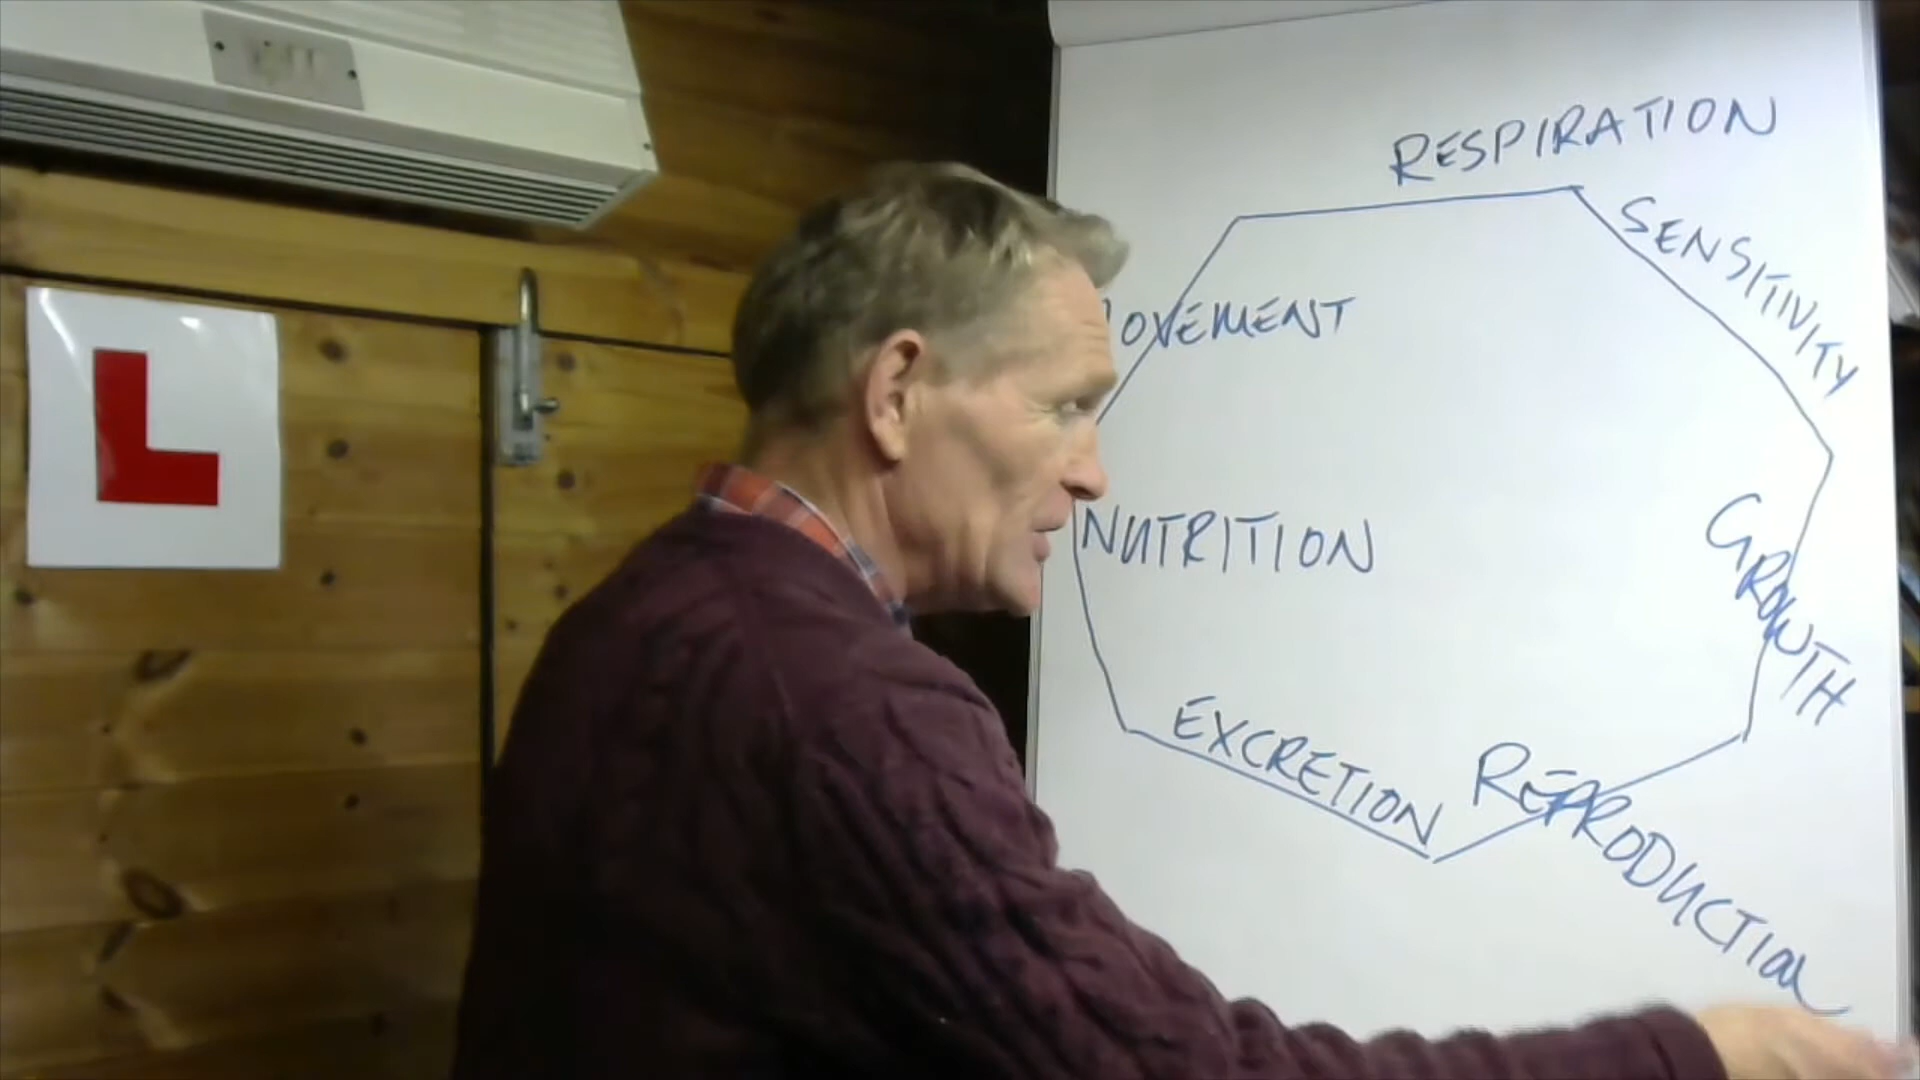 L
RESPIRATION
SENSITIVITY
OVEMENT
GROWTH
NUTRITION
EXCRETION
REPRODUCTION